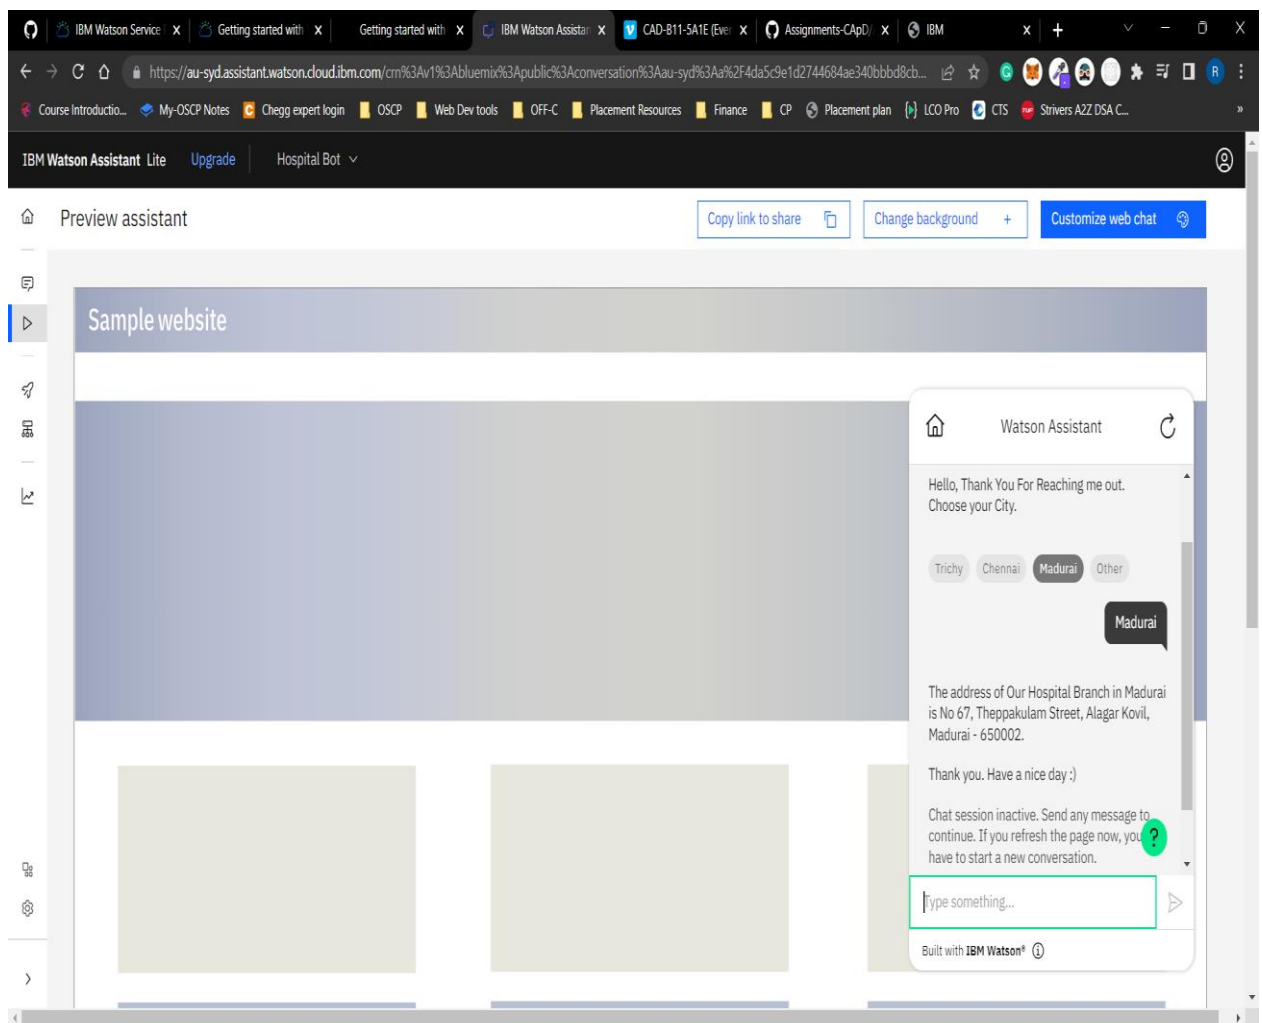 IBM Watson Service
Getting started with
Getting started with
IBM Watson Assistan
CAD-B11-5A1E (Ever
Assignments-CApD/
IBM
https://au-syd.assistant.watson.cloud.ibm.com/crn%3Av1%3Abluemix%3Apublic%3Aconversation%3Aau-syd%3Aa%2F4da5c9e1d2744684ae340bbbd8cb...
Course Introductio...
My-OSCP Notes
Chegg expert login
OSCP
Web Dev tools
OFF-C
Placement Resources
Finance
CP
Placement plan
LCO Pro
CTS
Strivers A2Z DSA C...
»
IBM Watson Assistant Lite
Upgrade
Hospital Bot
Preview assistant
Copy link to share
Change background +
Customize web chat
Sample website
Watson Assistant
Hello, Thank You For Reaching me out.
Choose your City.
Trichy
Chennai
Madurai
Other
Madurai
The address of Our Hospital Branch in Madurai
is No 67, Theppakulam Street, Alagar Kovil,
Madurai - 650002.
Thank you. Have a nice day :)
Chat session inactive. Send any message to
continue. If you refresh the page now, you
have to start a new conversation.
?
Type something...
Built with IBM Watson®